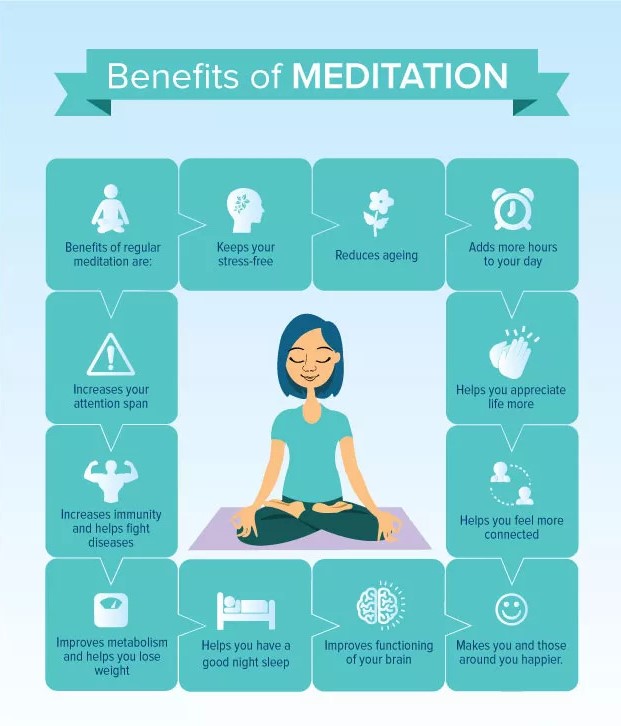 Benefits of MEDITATION
Benefits of regular
meditation are:
Keeps your
stress-free
Reduces ageing
Adds more hours
to your day
Increases your
attention span
Helps you appreciate
life more
Increases immunity
and helps fight
diseases
Helps you feel more
connected
Improves metabolism
and helps you lose
weight
Helps you have a
good night sleep
Improves functioning
of your brain
Makes you and those
around you happier.